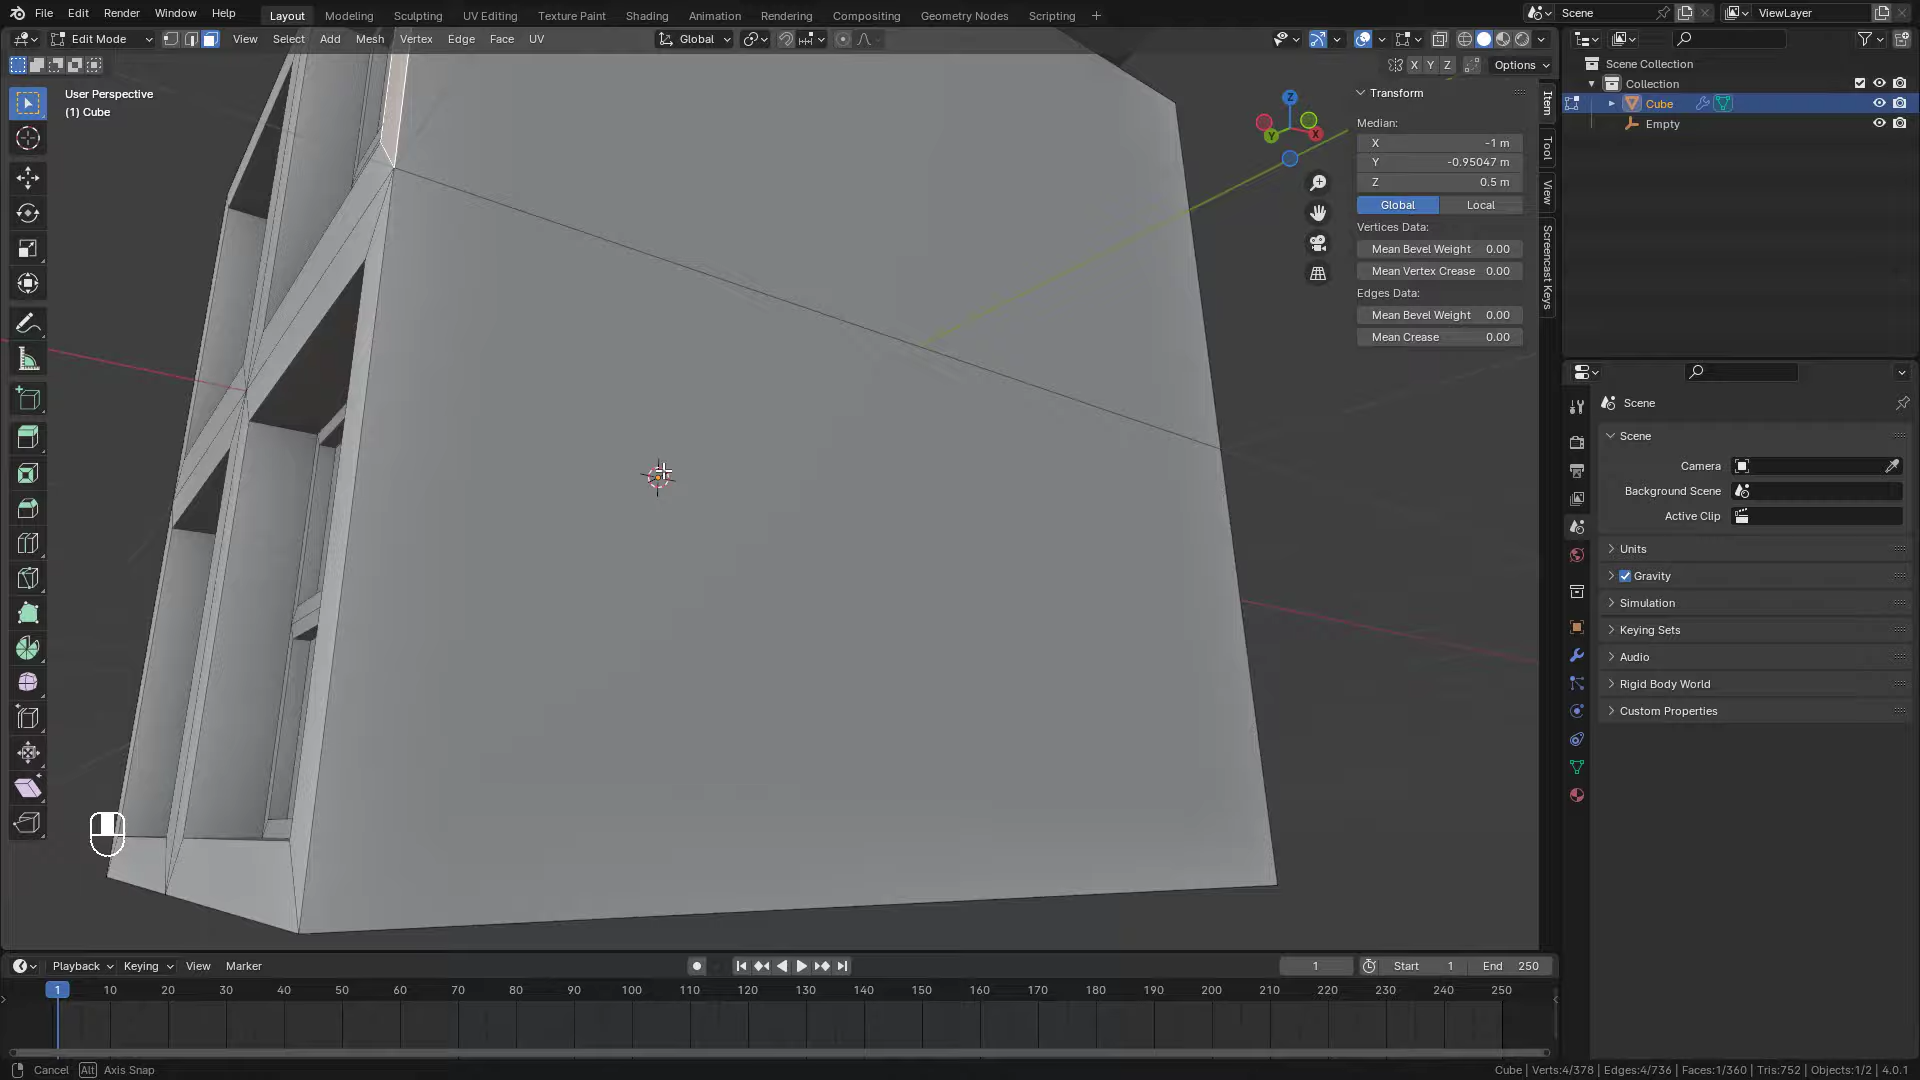 File Edit Render Window Help Layout Modeling Sculpting UV Editing Texture Paint Shading Animation Rendering Compositing Geometry Nodes Scripting Scene ViewLayer
Edit Mode View Select Add Mesh Vertex Edge Face UV Global
X Y Z Options
User Perspective
(1) Cube
Z
Y
X
Transform
Median:
X -1 m
Y -0.95047 m
Z 0.5 m
Global Local
Vertices Data:
Mean Bevel Weight 0.00
Mean Vertex Crease 0.00
Edges Data:
Mean Bevel Weight 0.00
Mean Crease 0.00
Item
Tool
View
Screencast Keys
Scene Collection
Collection
Cube
Empty
Scene
Scene
Camera
Background Scene
Active Clip
Units
Gravity
Simulation
Keying Sets
Audio
Rigid Body World
Custom Properties
Playback Keying View Marker 1 Start 1 End 250
1 10 20 30 40 50 60 70 80 90 100 110 120 130 140 150 160 170 180 190 200 210 220 230 240 250
Cancel Alt Axis Snap
Cube | Verts:4/378 | Edges:4/736 | Faces:1/360 | Tris:752 | Objects:1/2 | 4.0.1